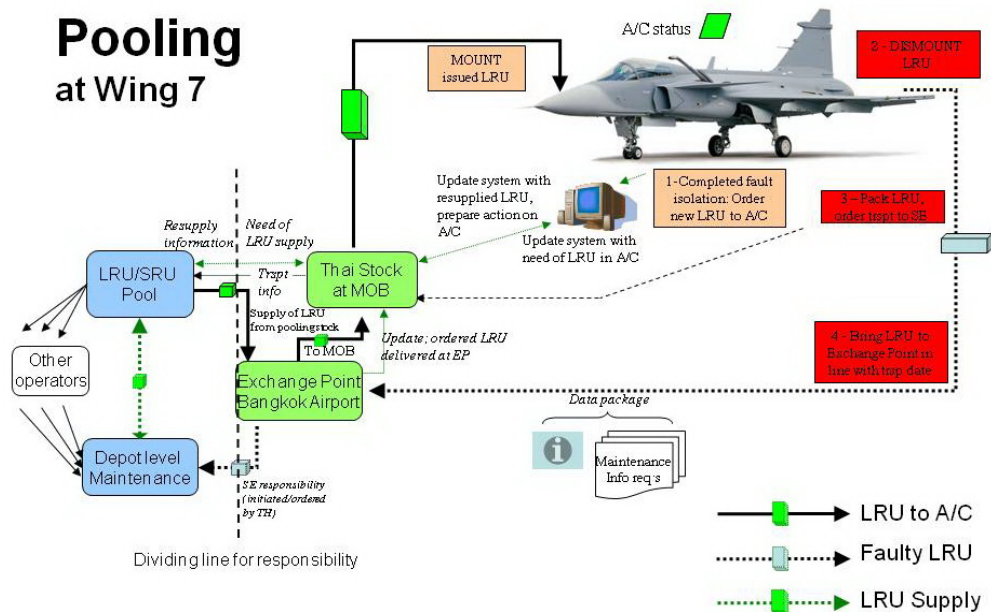 Pooling
at Wing 7
A/C status
MOUNT
issued LRU
2 - DISMOUNT
LRU
1-Completed fault
isolation: Order
new LRU to A/C
3 – Pack LRU,
order trspt to SE
Update system with
resupplied LRU,
prepare action on
A/C
Update system with
need of LRU in A/C
Resupply
information
Need of
LRU supply
LRU/SRU
Pool
Trspt
info
Thai Stock
at MOB
Supply of LRU
from poolingstock
To MOB
Update; ordered LRU
delivered at EP
4 - Bring LRU to
Exchange Point in
line with trsp date
Other
operators
Exchange Point
Bangkok Airport
Data package
Depot level
Maintenance
SE responsibility
(initiated/ordered
by TH)
Maintenance
Info req:s
Dividing line for responsibility
LRU to A/C
Faulty LRU
LRU Supply